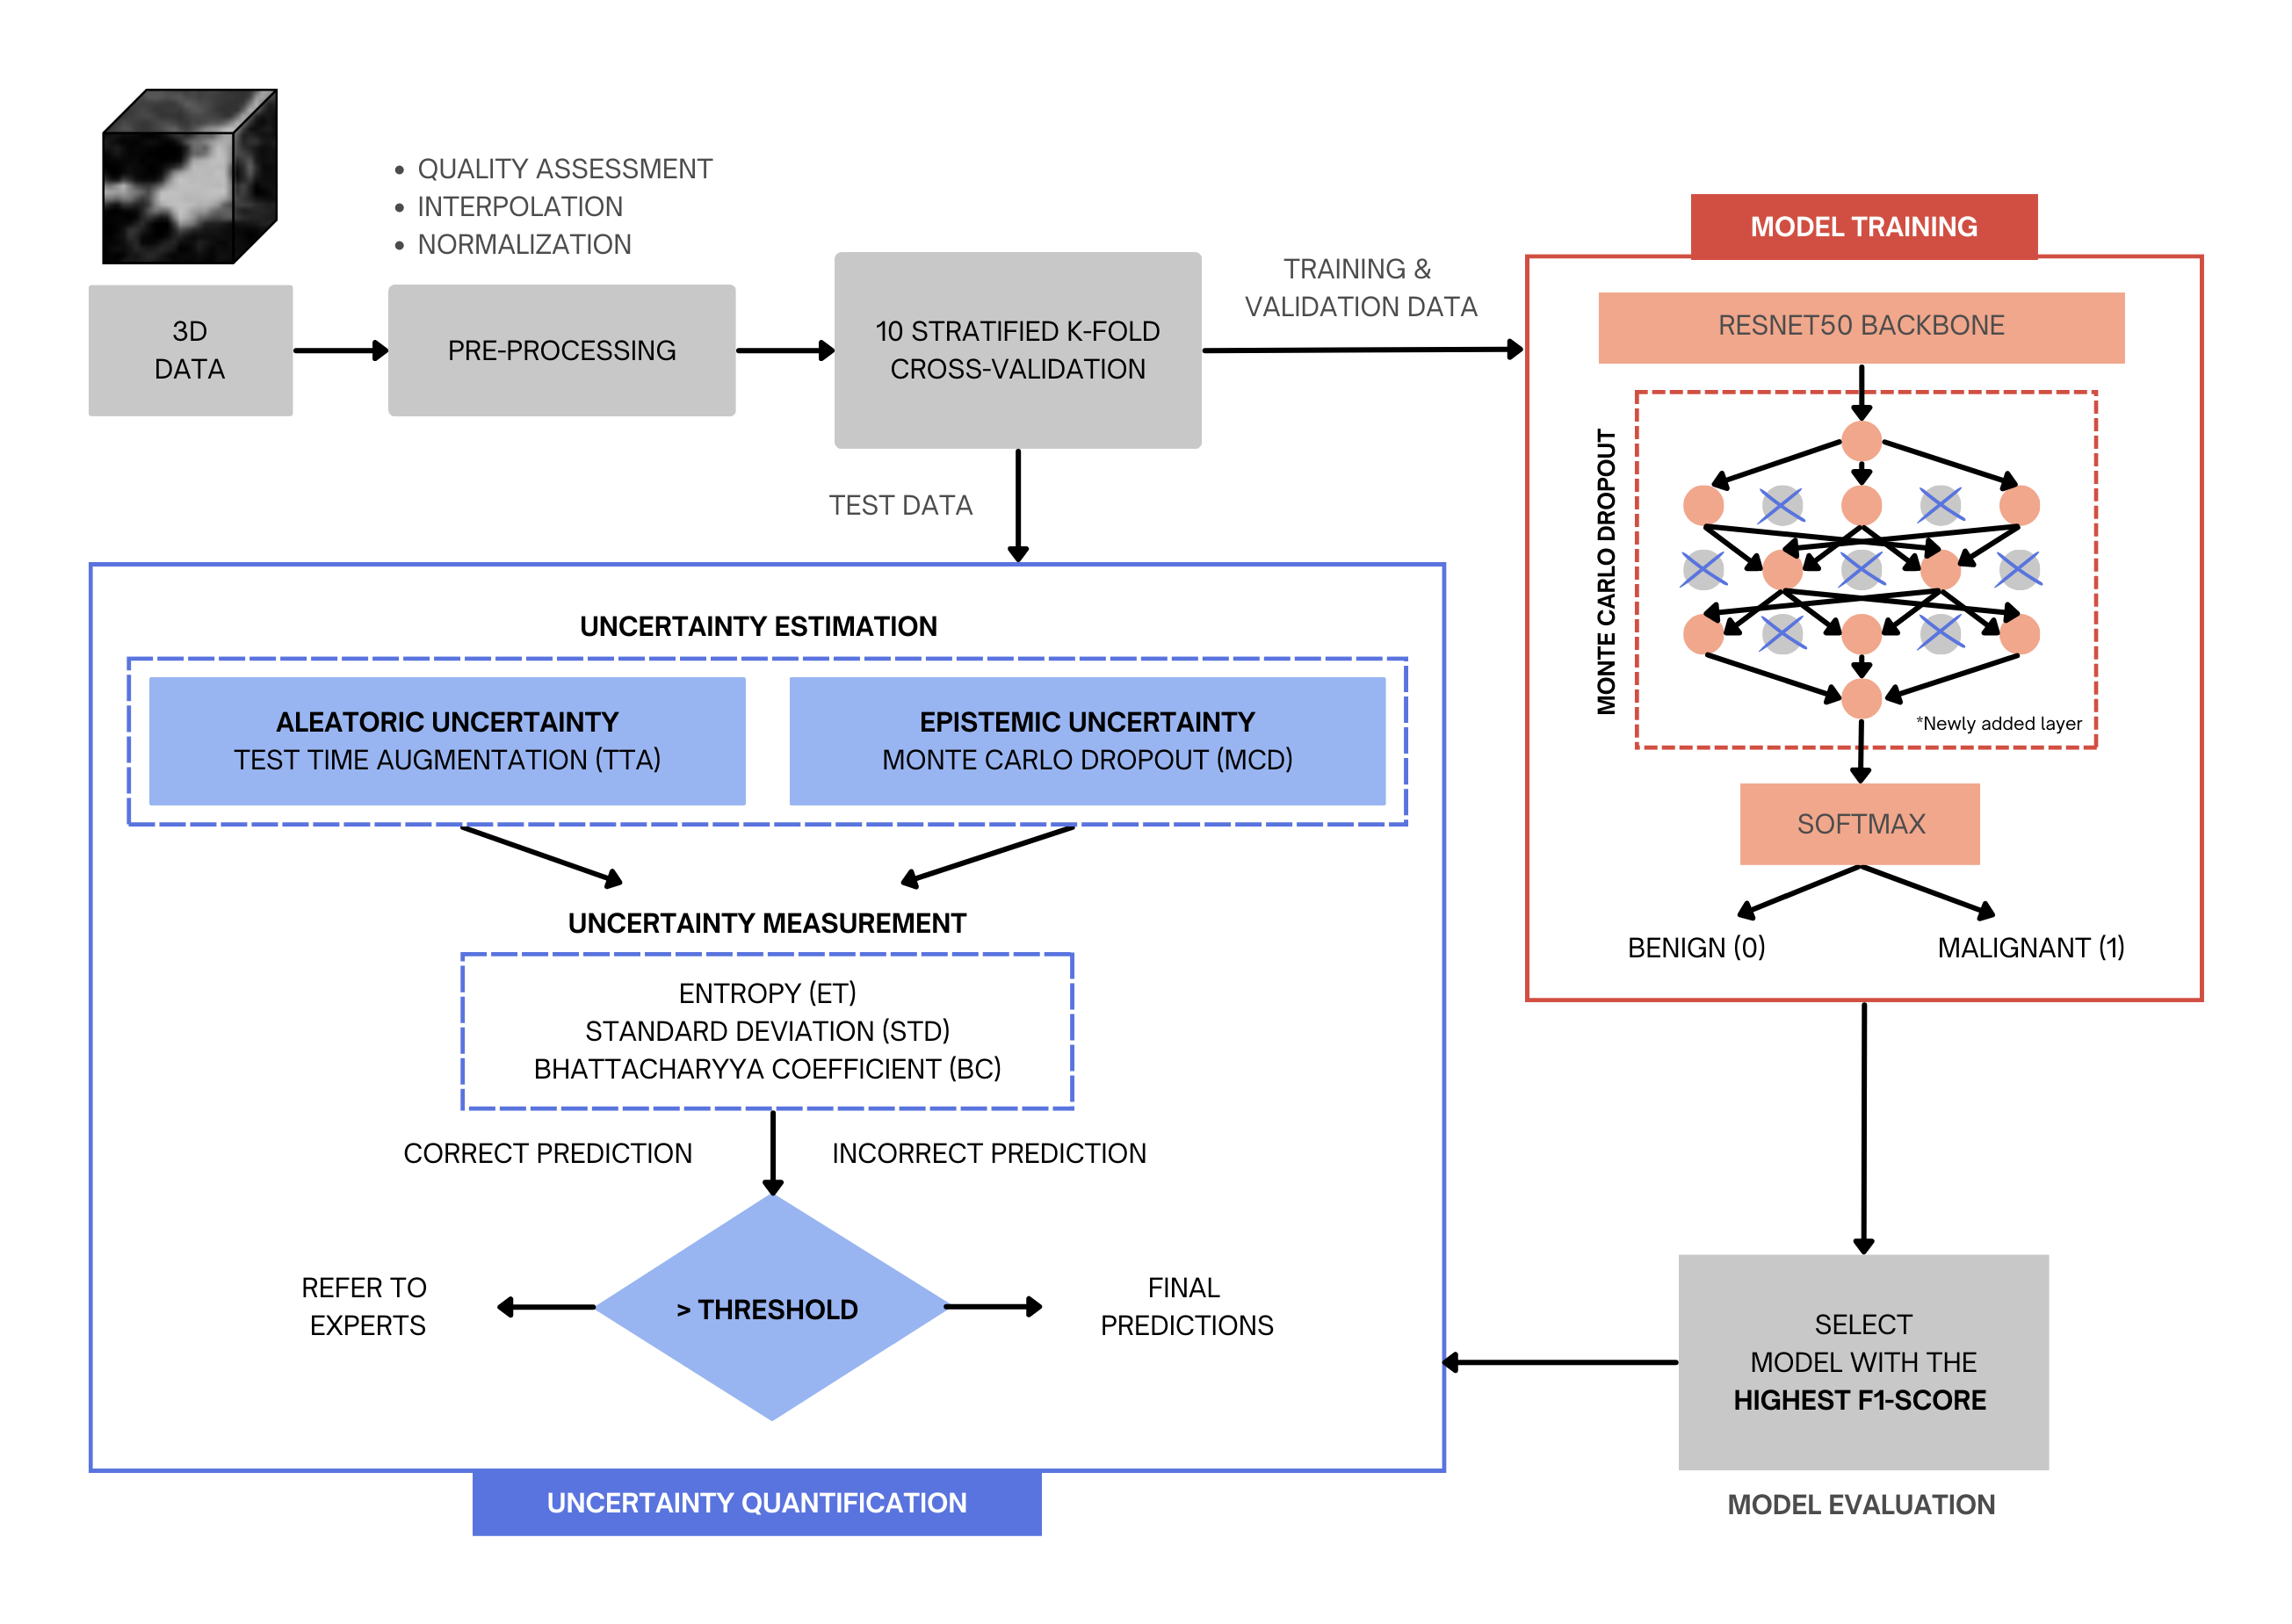 • QUALITY ASSESSMENT
• INTERPOLATION
• NORMALIZATION
3D
DATA
PRE-PROCESSING
10 STRATIFIED K-FOLD
CROSS-VALIDATION
TRAINING &
VALIDATION DATA
TEST DATA
MODEL TRAINING
RESNET50 BACKBONE
MONTE CARLO DROPOUT
*Newly added layer
SOFTMAX
BENIGN (0)
MALIGNANT (1)
SELECT
MODEL WITH THE
HIGHEST F1-SCORE
MODEL EVALUATION
UNCERTAINTY ESTIMATION
ALEATORIC UNCERTAINTY
TEST TIME AUGMENTATION (TTA)
EPISTEMIC UNCERTAINTY
MONTE CARLO DROPOUT (MCD)
UNCERTAINTY MEASUREMENT
ENTROPY (ET)
STANDARD DEVIATION (STD)
BHATTACHARYYA COEFFICIENT (BC)
CORRECT PREDICTION
INCORRECT PREDICTION
> THRESHOLD
REFER TO
EXPERTS
FINAL
PREDICTIONS
UNCERTAINTY QUANTIFICATION